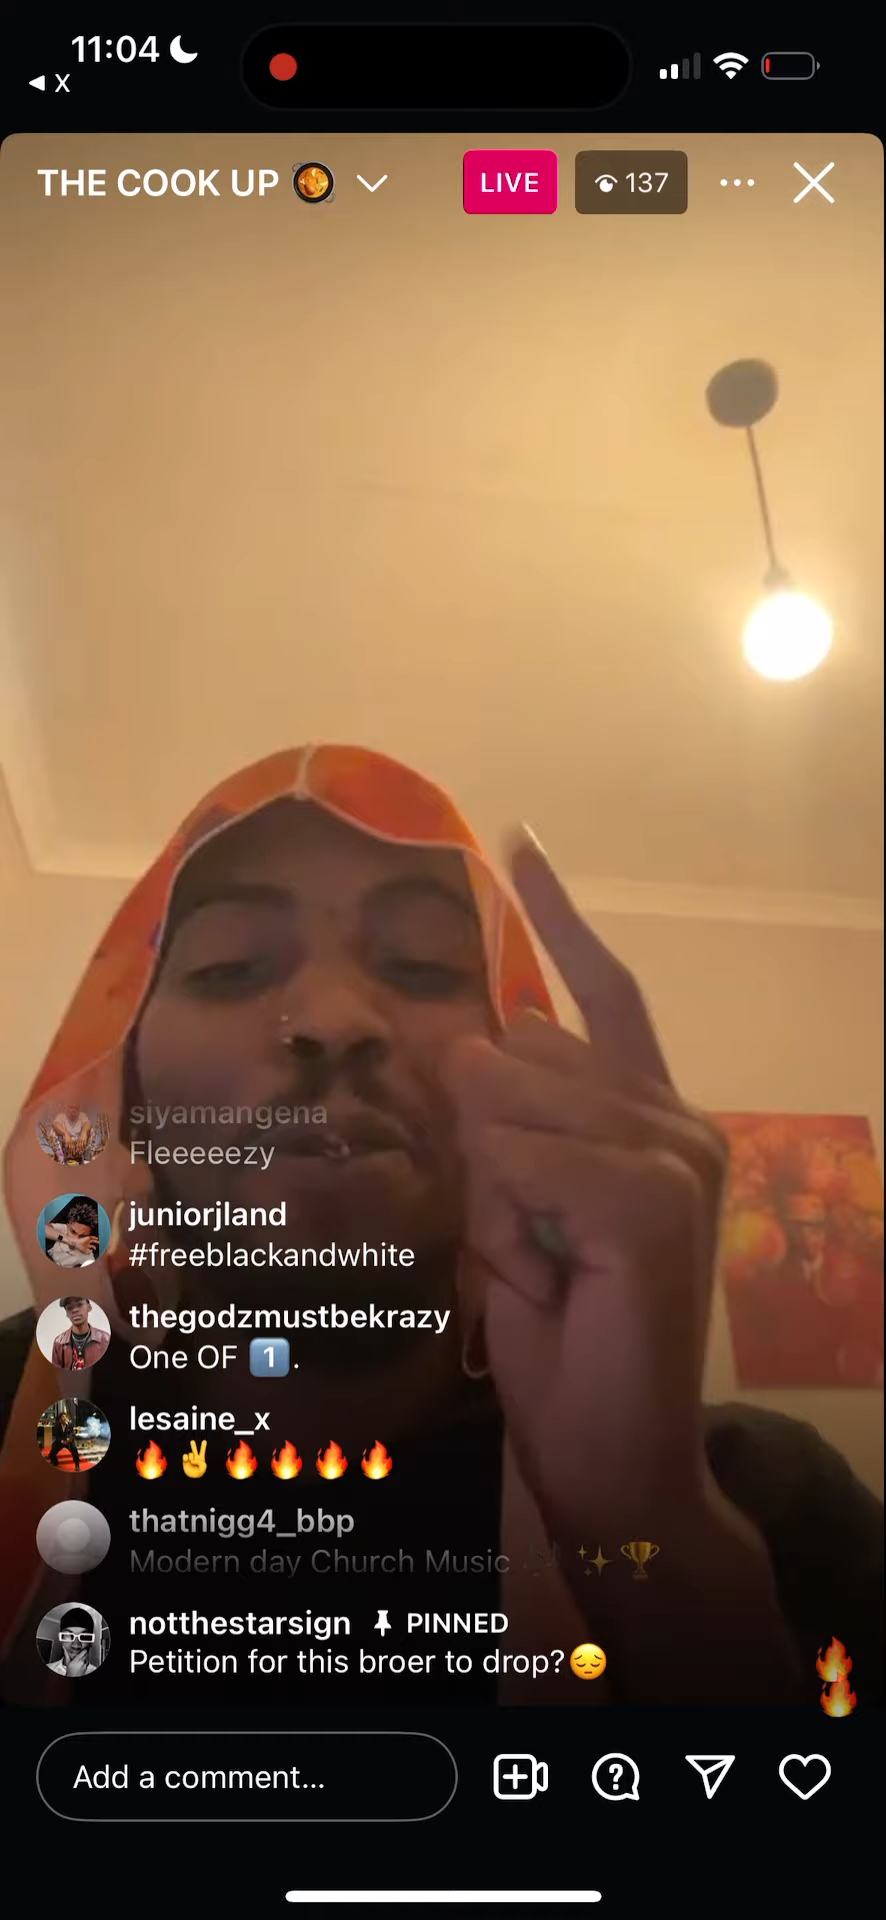 11:04
X
THE COOK UP 🥘
LIVE
137
siyamangena
Fleeeeezy
juniorjland
#freeblackandwhite
thegodzmustbekrazy
One OF 1️⃣.
lesaine_x
🔥✌️🔥🔥🔥🔥
thatnigg4_bbp
Modern day Church Music 🎶✨🏆
notthestarsign 📌 PINNED
Petition for this broer to drop?😔
Add a comment...